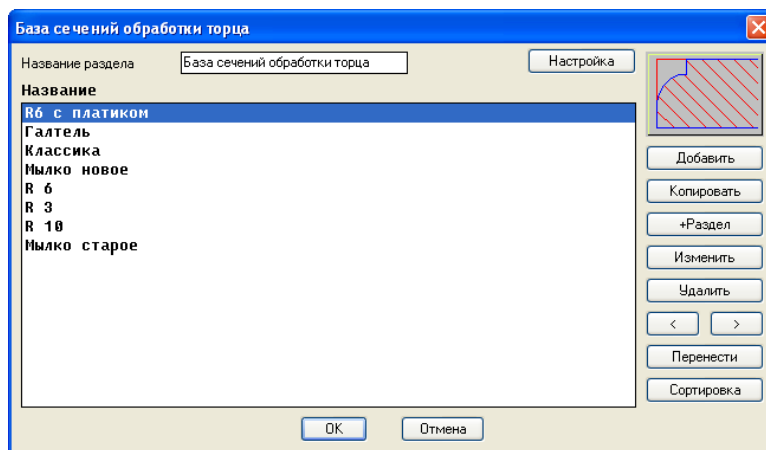 База сечений обработки торца
Название раздела База сечений обработки торца Настройка
Название
R6 с платиком
Галтель
Классика
Мылко новое
R 6
R 3
R 10
Мылко старое
Добавить
Копировать
+Раздел
Изменить
Удалить
< >
Перенести
Сортировка
OK Отмена